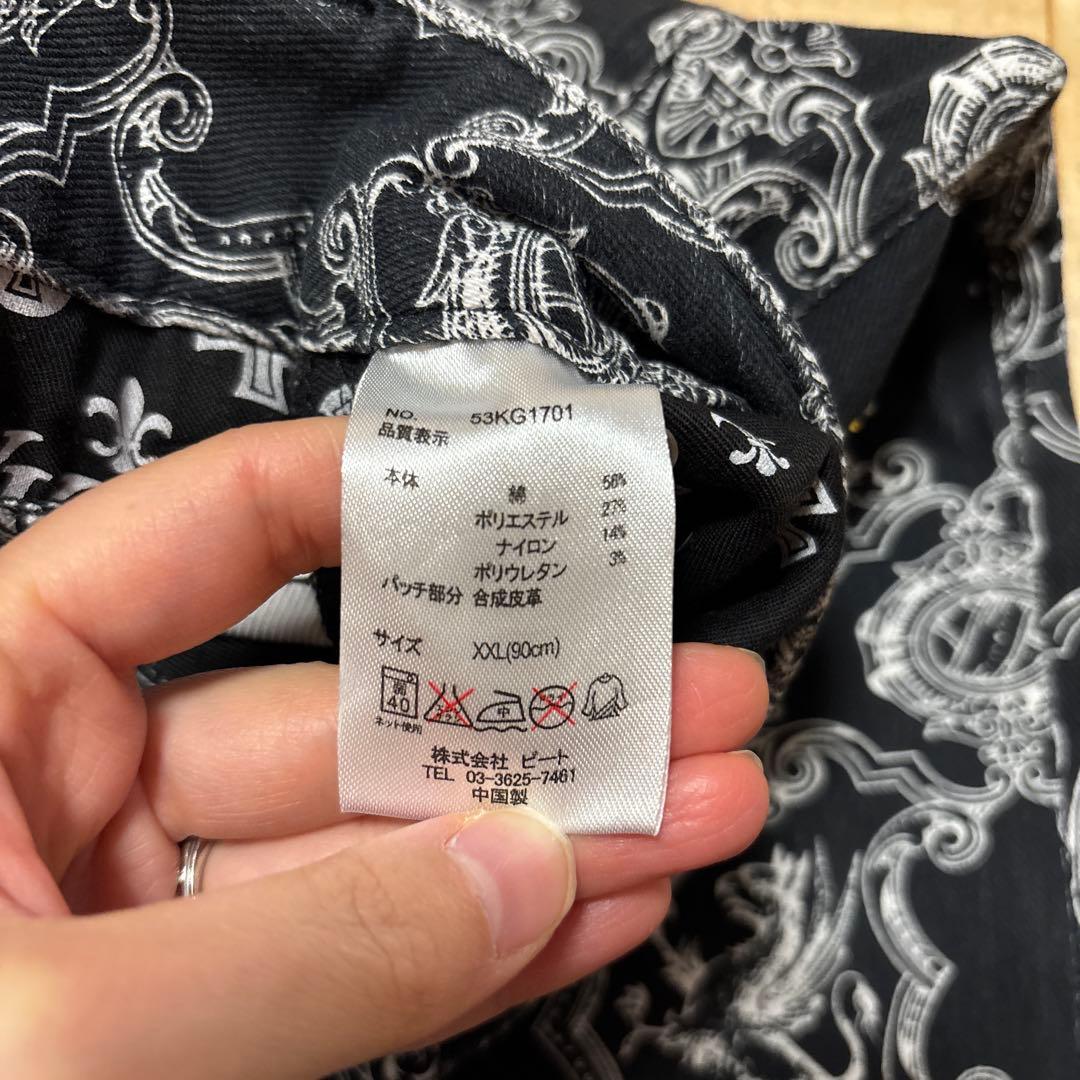 NO. 53KG1701
品質表示
本体 綿 56%
ポリエステル 27%
ナイロン 14%
ポリウレタン 3%
パッチ部分 合成皮革
サイズ XXL(90cm)
40 中
ネット使用
株式会社 ビート
TEL 03-3625-7461
中国製